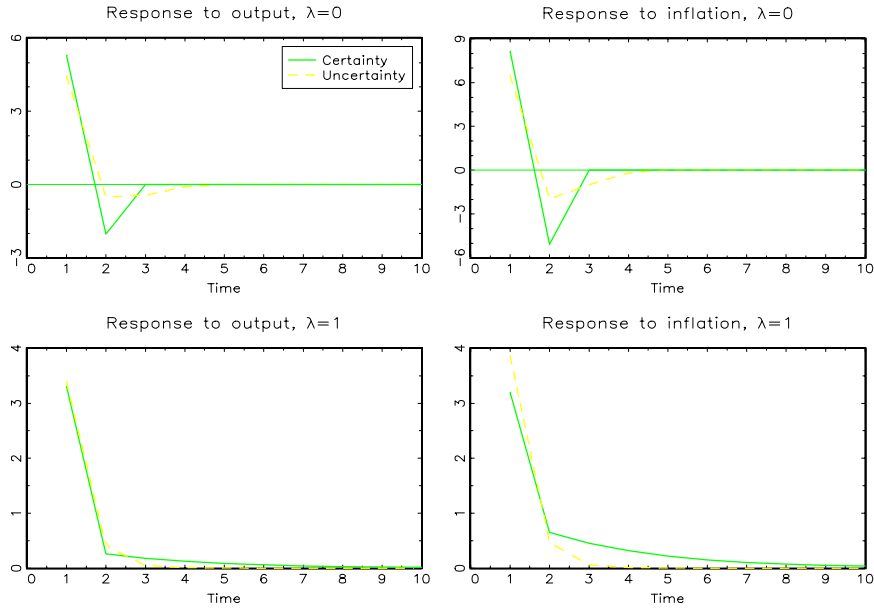 Response to output, λ=0
6
3
0
−3
Certainty
Uncertainty
0 1 2 3 4 5 6 7 8 9 10
Time
Response to inflation, λ=0
9
6
3
0
−3
−6
0 1 2 3 4 5 6 7 8 9 10
Time
Response to output, λ=1
4
3
2
1
0
0 1 2 3 4 5 6 7 8 9 10
Time
Response to inflation, λ=1
4
3
2
1
0
0 1 2 3 4 5 6 7 8 9 10
Time